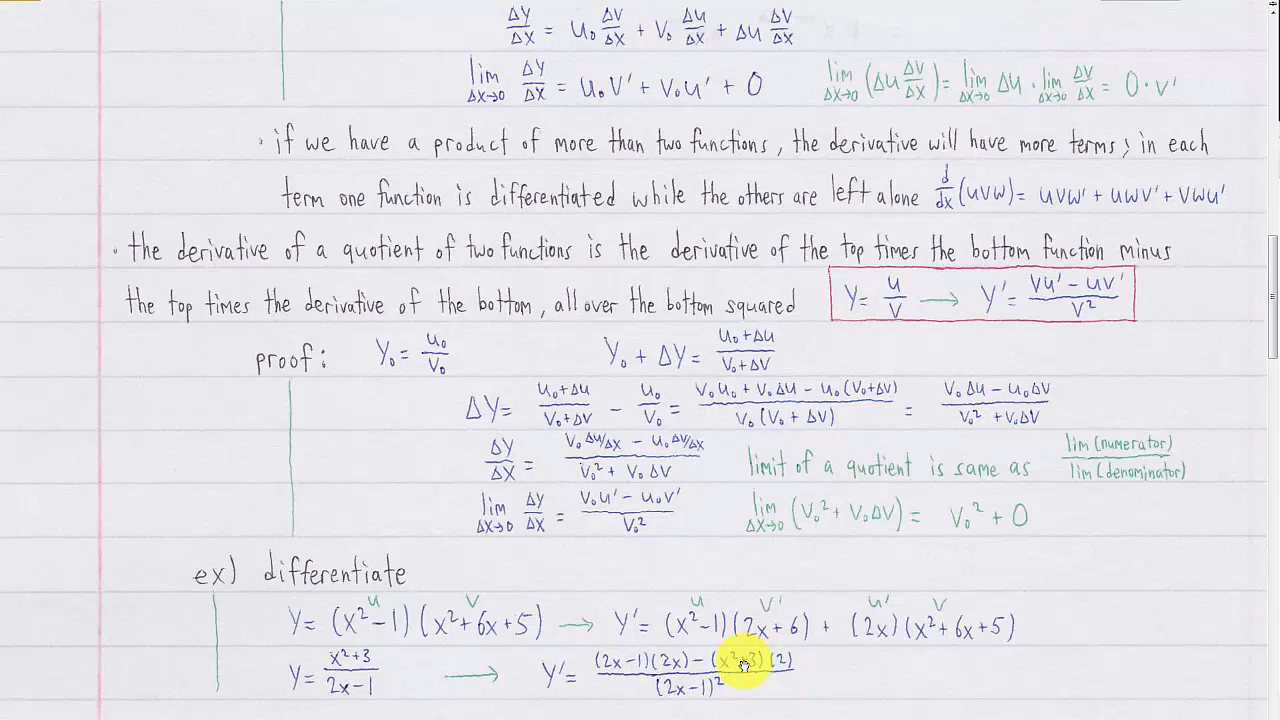 ΔY/ΔX = U₀ ΔV/ΔX + V₀ ΔU/ΔX + ΔU ΔV/ΔX
lim ΔX→0 ΔY/ΔX = U₀V' + V₀U' + 0 lim ΔX→0 (ΔU ΔV/ΔX) = lim ΔX→0 ΔU · lim ΔX→0 ΔV/ΔX = 0·V'
· if we have a product of more than two functions, the derivative will have more terms; in each
term one function is differentiated while the others are left alone d/dx (UVW) = UVW' + UWV' + VWU'
· the derivative of a quotient of two functions is the derivative of the top times the bottom function minus
the top times the derivative of the bottom, all over the bottom squared Y = U/V → Y' = (VU' - UV')/V²
proof: Y₀ = U₀/V₀ Y₀ + ΔY = (U₀+ΔU)/(V₀+ΔV)
ΔY = (U₀+ΔU)/(V₀+ΔV) - U₀/V₀ = (V₀U₀ + V₀ΔU - U₀(V₀+ΔV))/(V₀(V₀+ΔV)) = (V₀ΔU - U₀ΔV)/(V₀² + V₀ΔV)
ΔY/ΔX = (V₀ ΔU/ΔX - U₀ ΔV/ΔX)/(V₀² + V₀ΔV) limit of a quotient is same as lim(numerator)/lim(denominator)
lim ΔX→0 ΔY/ΔX = (V₀U' - U₀V')/V₀² lim ΔX→0 (V₀² + V₀ΔV) = V₀² + 0
ex) differentiate
U V U V' U' V
Y = (x²-1)(x²+6x+5) → Y' = (x²-1)(2x+6) + (2x)(x²+6x+5)
Y = (x²+3)/(2x-1) → Y' = ((2x-1)(2x) - (x²+3)(2))/(2x-1)²